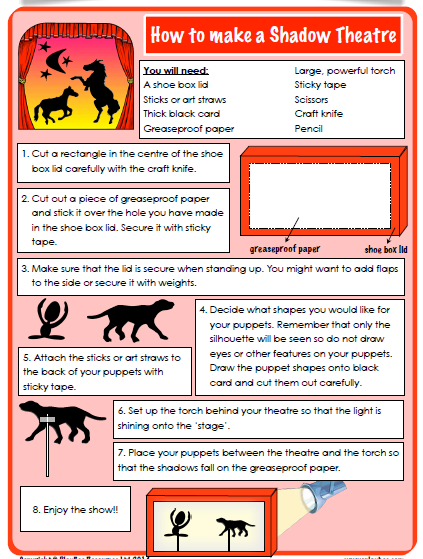 How to make a Shadow Theatre
You will need:
A shoe box lid
Sticks or art straws
Thick black card
Greaseproof paper
Large, powerful torch
Sticky tape
Scissors
Craft knife
Pencil
1. Cut a rectangle in the centre of the shoe
box lid carefully with the craft knife.
2. Cut out a piece of greaseproof paper
and stick it over the hole you have made
in the shoe box lid. Secure it with sticky
tape.
greaseproof paper
shoe box lid
3. Make sure that the lid is secure when standing up. You might want to add flaps
to the side or secure it with weights.
4. Decide what shapes you would like for
your puppets. Remember that only the
silhouette will be seen so do not draw
eyes or other features on your puppets.
Draw the puppet shapes onto black
card and cut them out carefully.
5. Attach the sticks or art straws to
the back of your puppets with
sticky tape.
6. Set up the torch behind your theatre so that the light is
shining onto the ‘stage’.
7. Place your puppets between the theatre and the torch so
that the shadows fall on the greaseproof paper.
8. Enjoy the show!!